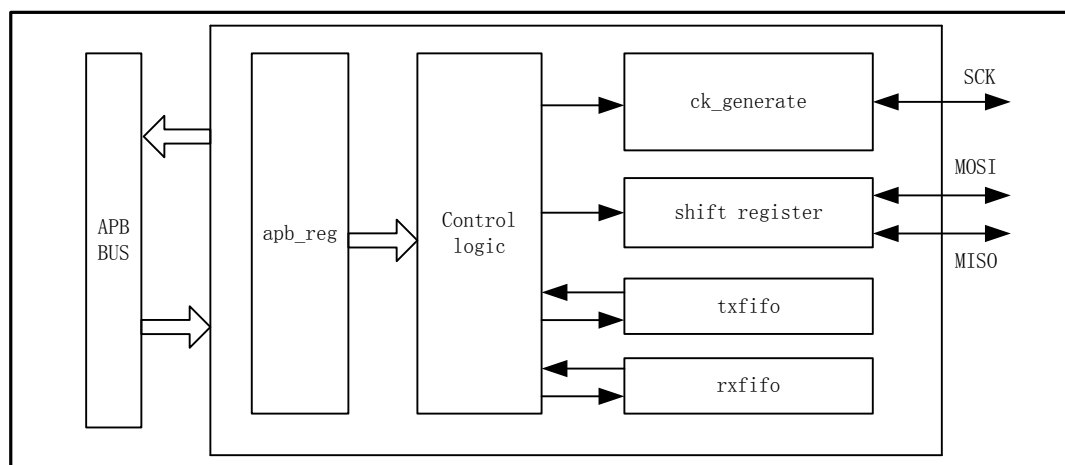 APB
BUS
apb_reg
Control
logic
ck_generate
shift register
txfifo
rxfifo
SCK
MOSI
MISO